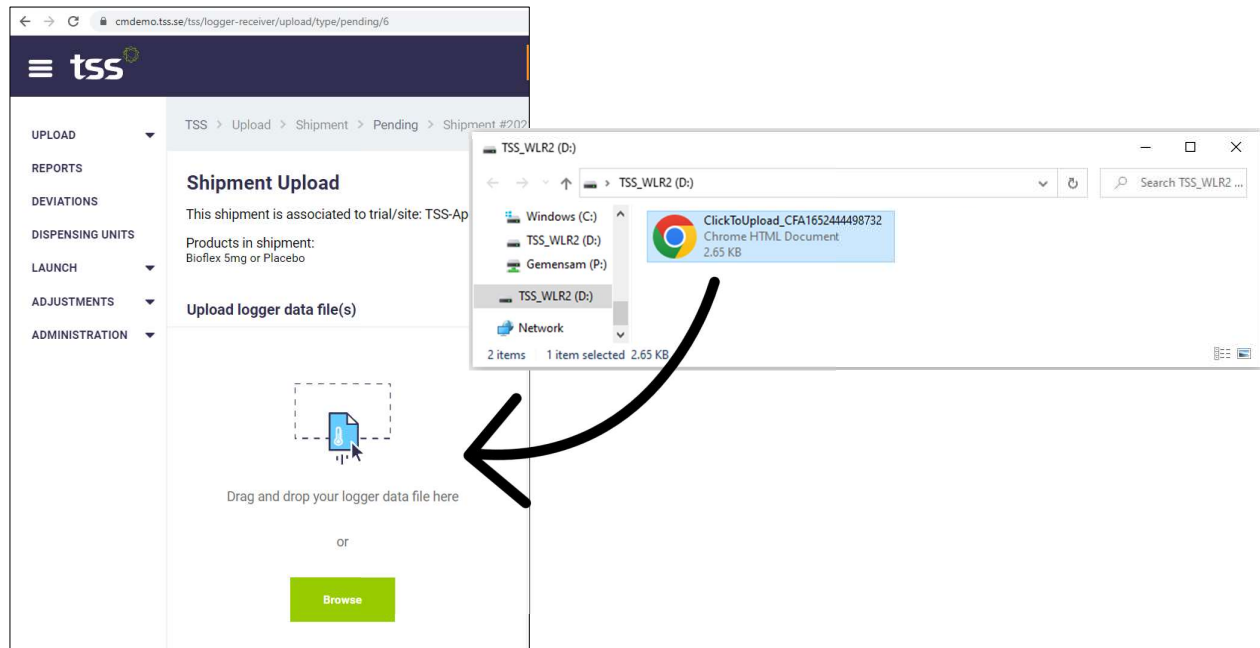 cmdemo.tss.se/tss/logger-receiver/upload/type/pending/6
tss
UPLOAD
REPORTS
DEVIATIONS
DISPENSING UNITS
LAUNCH
ADJUSTMENTS
ADMINISTRATION
TSS > Upload > Shipment > Pending > Shipment #202
Shipment Upload
This shipment is associated to trial/site: TSS-Ap
Products in shipment:
Bioflex 5mg or Placebo
Upload logger data file(s)
Drag and drop your logger data file here
or
Browse
TSS_WLR2 (D:)
› TSS_WLR2 (D:)
Search TSS_WLR2 ...
Windows (C:)
TSS_WLR2 (D:)
Gemensam (P:)
TSS_WLR2 (D:)
Network
ClickToUpload_CFA1652444498732
Chrome HTML Document
2.65 KB
2 items
1 item selected 2.65 KB